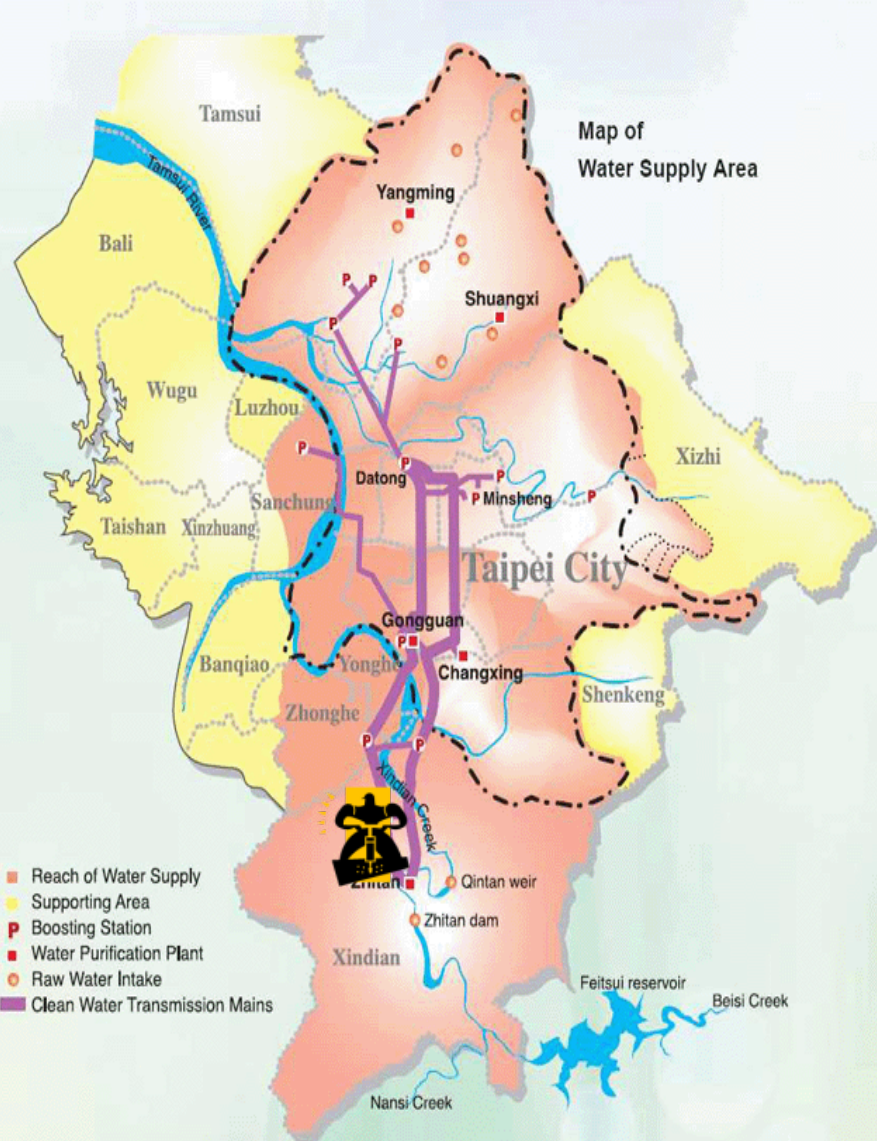 Map of
Water Supply Area
Tamsui
Tamsui River
Yangming
Bali
Shuangxi
P
P
P
P
Wugu
Luzhou
P
Xizhi
P
Datong
P
P
Minsheng
P
Sanchung
Taishan
Xinzhuang
Taipei City
Gongguan
P
Banqiao
Yonghe
Changxing
Shenkeng
Zhonghe
P
P
Xindian Creek
Zhitan
Qintan weir
Zhitan dam
Xindian
Reach of Water Supply
Supporting Area
P
Boosting Station
Water Purification Plant
Raw Water Intake
Clean Water Transmission Mains
Feitsui reservoir
Beisi Creek
Nansi Creek